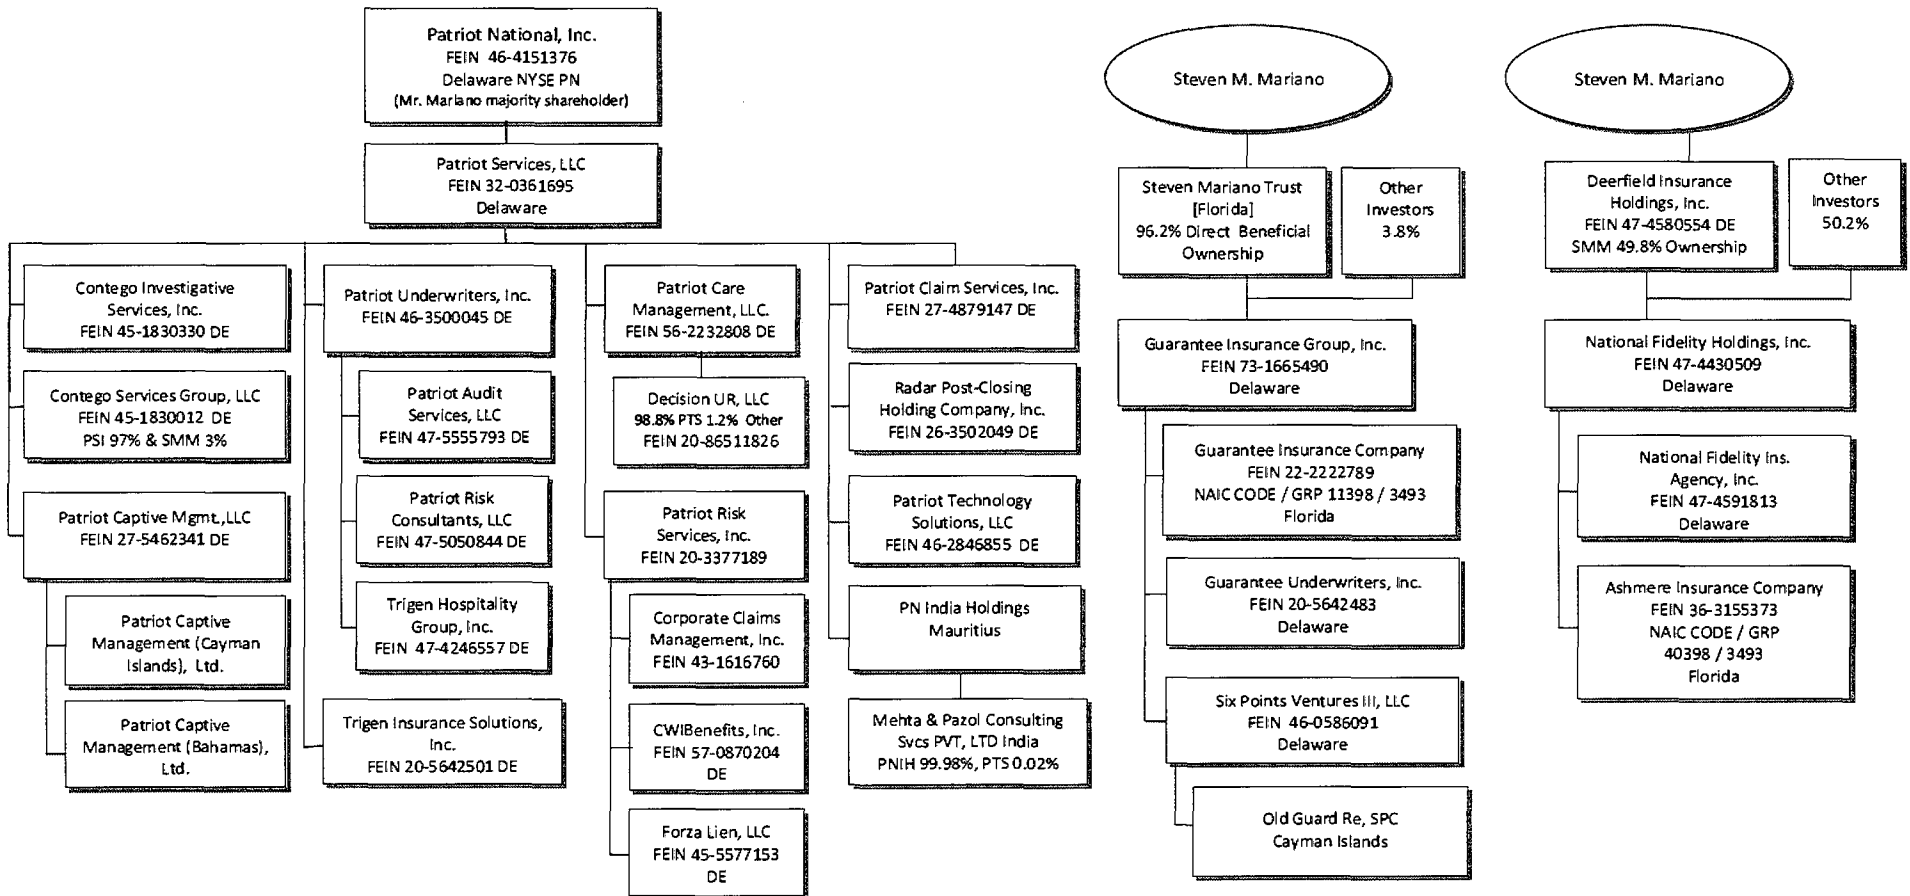 Patriot National, Inc.
FEIN 46-4151376
Delaware NYSE PN
(Mr. Mariano majority shareholder)
Patriot Services, LLC
FEIN 32-0361695
Delaware
Contego Investigative
Services, Inc.
FEIN 45-1830330 DE
Contego Services Group, LLC
FEIN 45-1830012 DE
PSI 97% & SMM 3%
Patriot Captive Mgmt.,LLC
FEIN 27-5462341 DE
Patriot Captive
Management (Cayman
Islands), Ltd.
Patriot Captive
Management (Bahamas),
Ltd.
Patriot Underwriters, Inc.
FEIN 46-3500045 DE
Patriot Audit
Services, LLC
FEIN 47-5555793 DE
Patriot Risk
Consultants, LLC
FEIN 47-5050844 DE
Trigen Hospitality
Group, Inc.
FEIN 47-4246557 DE
Trigen Insurance Solutions,
Inc.
FEIN 20-5642501 DE
Patriot Care
Management, LLC.
FEIN 56-2232808 DE
Decision UR, LLC
98.8% PTS 1.2% Other
FEIN 20-86511826
Patriot Risk
Services, Inc.
FEIN 20-3377189
Corporate Claims
Management, Inc.
FEIN 43-1616760
CWIBenefits, Inc.
FEIN 57-0870204
DE
Forza Lien, LLC
FEIN 45-5577153
DE
Patriot Claim Services, Inc.
FEIN 27-4879147 DE
Radar Post-Closing
Holding Company, Inc.
FEIN 26-3502049 DE
Patriot Technology
Solutions, LLC
FEIN 46-2846855 DE
PN India Holdings
Mauritius
Mehta & Pazol Consulting
Svcs PVT, LTD India
PNIH 99.98%, PTS 0.02%
Steven M. Mariano
Steven Mariano Trust
[Florida]
96.2% Direct Beneficial
Ownership
Other
Investors
3.8%
Guarantee Insurance Group, Inc.
FEIN 73-1665490
Delaware
Guarantee Insurance Company
FEIN 22-2222789
NAIC CODE / GRP 11398 / 3493
Florida
Guarantee Underwriters, Inc.
FEIN 20-5642483
Delaware
Six Points Ventures III, LLC
FEIN 46-0586091
Delaware
Old Guard Re, SPC
Cayman Islands
Steven M. Mariano
Deerfield Insurance
Holdings, Inc.
FEIN 47-4580554 DE
SMM 49.8% Ownership
Other
Investors
50.2%
National Fidelity Holdings, Inc.
FEIN 47-4430509
Delaware
National Fidelity Ins.
Agency, Inc.
FEIN 47-4591813
Delaware
Ashmere Insurance Company
FEIN 36-3155373
NAIC CODE / GRP
40398 / 3493
Florida